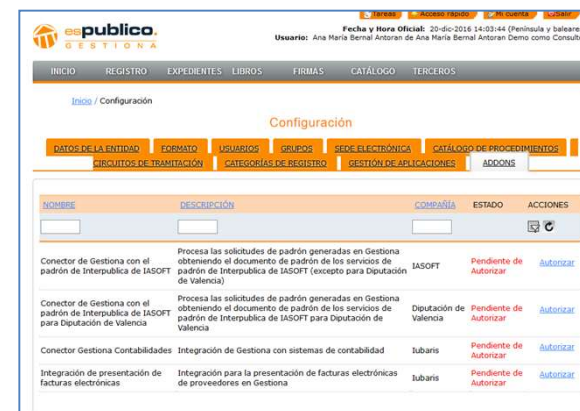 Tareas Acceso rápido Mi cuenta Salir
espublico.
GESTIONA
Fecha y Hora Oficial: 20-dic-2016 14:03:44 (Península y baleare
Usuario: Ana María Bernal Antoran de Ana María Bernal Antoran Demo como Consult
INICIO REGISTRO EXPEDIENTES LIBROS FIRMAS CATÁLOGO TERCEROS
Inicio / Configuración
Configuración
DATOS DE LA ENTIDAD FORMATO USUARIOS GRUPOS SEDE ELECTRÓNICA CATÁLOGO DE PROCEDIMIENTOS
CIRCUITOS DE TRAMITACIÓN CATEGORÍAS DE REGISTRO GESTIÓN DE APLICACIONES ADDONS
NOMBRE DESCRIPCIÓN COMPAÑÍA ESTADO ACCIONES
Conector de Gestiona con el padrón de Interpublica de IASOFT
Procesa las solicitudes de padrón generadas en Gestiona
obteniendo el documento de padrón de los servicios de
padrón de Interpublica de IASOFT (excepto para Diputación
de Valencia)
IASOFT
Pendiente de
Autorizar
Autorizar
Conector de Gestiona con el
padrón de Interpublica de IASOFT
para Diputación de Valencia
Procesa las solicitudes de padrón generadas en Gestiona
obteniendo el documento de padrón de los servicios de
padrón de Interpublica de IASOFT para Diputación de
Valencia
Diputación de
Valencia
Pendiente de
Autorizar
Autorizar
Conector Gestiona Contabilidades
Integración de Gestiona con sistemas de contabilidad
Iubaris
Pendiente de
Autorizar
Autorizar
Integración de presentación de
facturas electrónicas
Integración para la presentación de facturas electrónicas
de proveedores en Gestiona
Iubaris
Pendiente de
Autorizar
Autorizar